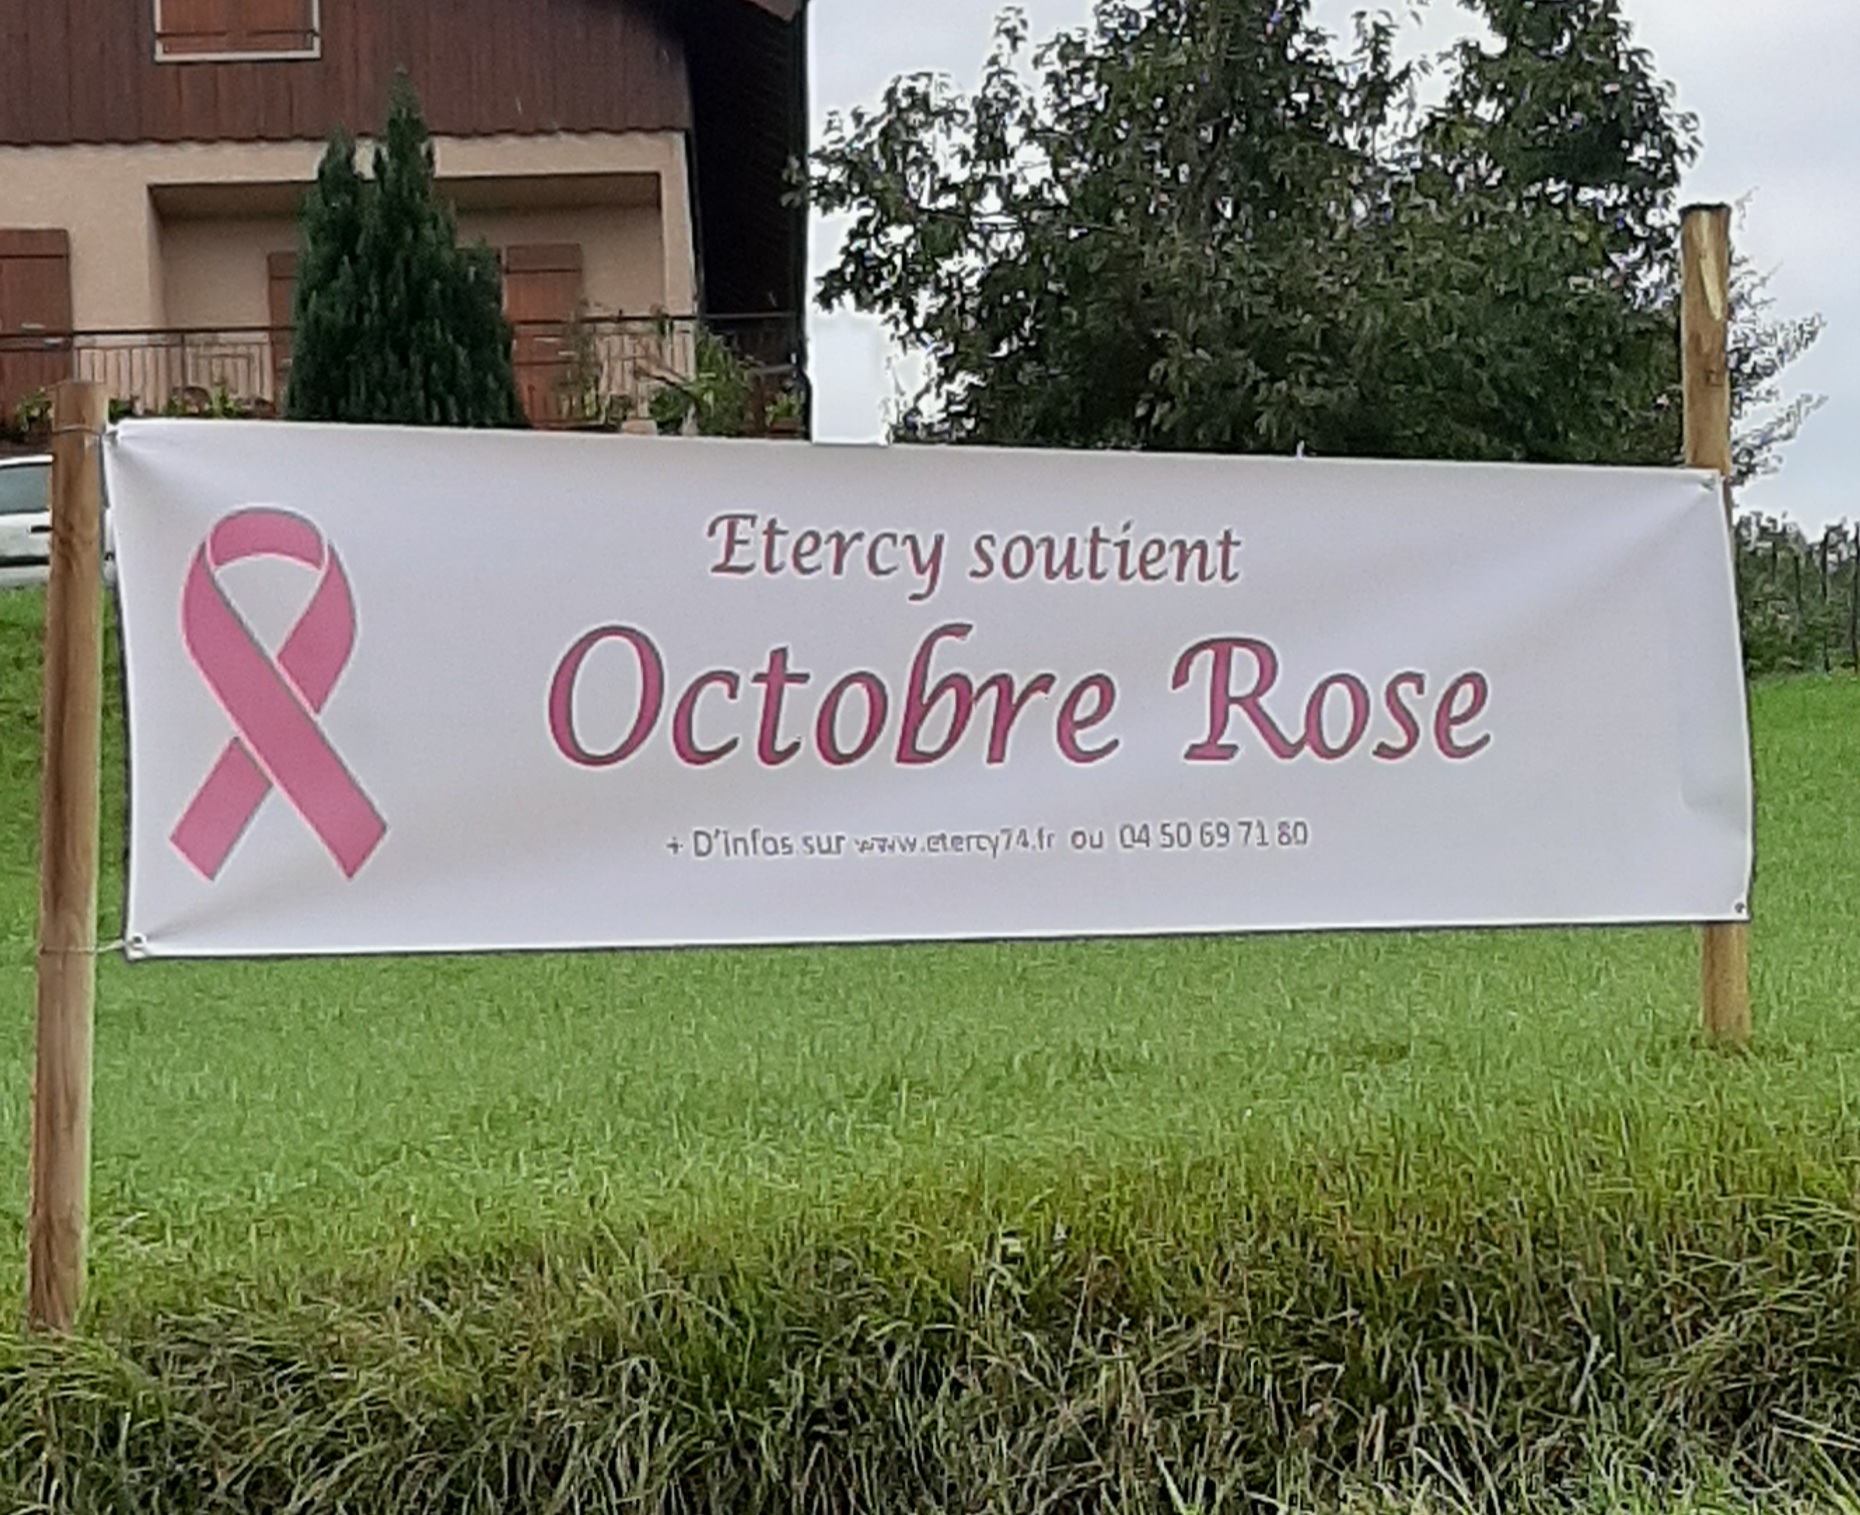 Etercy soutient
Octobre Rose
+ D'infos sur www.etercy74.fr ou 04 50 69 71 80